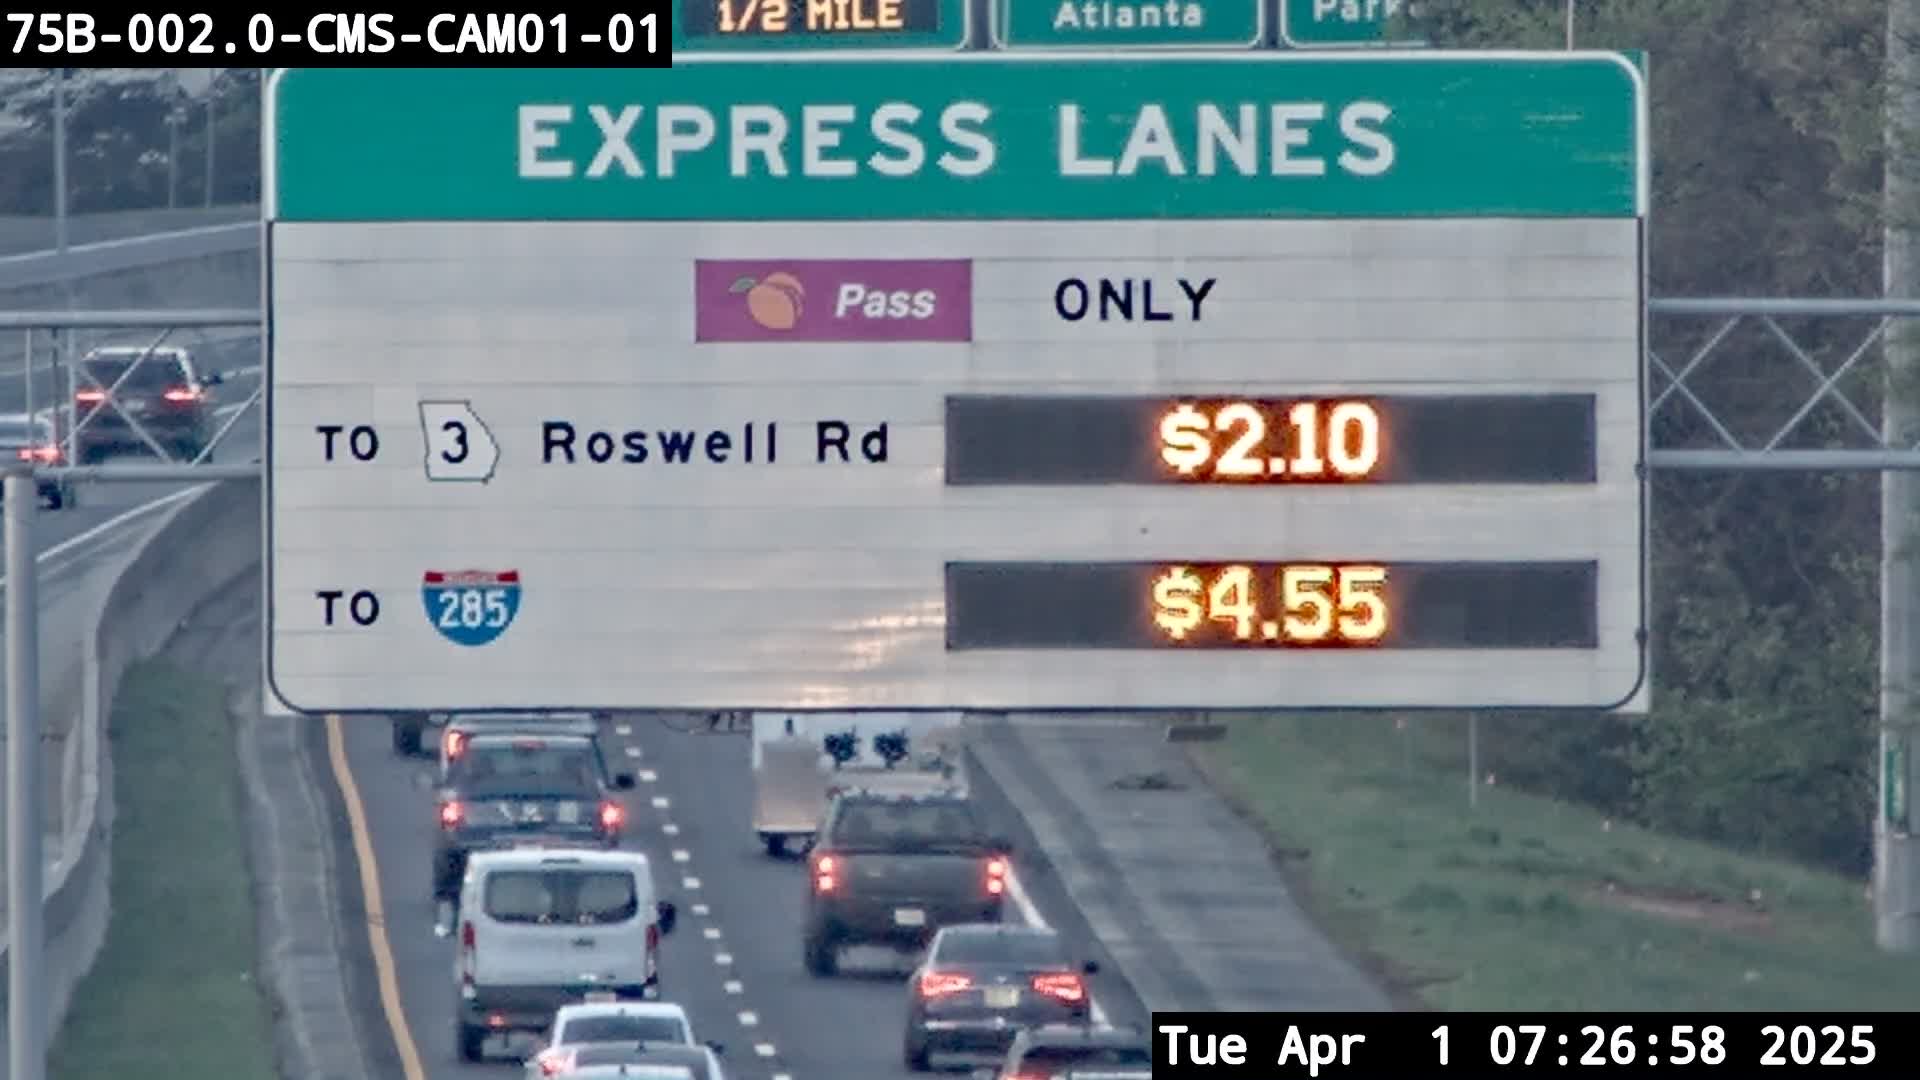 75B-002.0-CMS-CAM01-01
1/2 MILE
Atlanta
EXPRESS LANES
Pass ONLY
TO 3 Roswell Rd $2.10
TO 285 $4.55
Tue Apr 1 07:26:58 2025